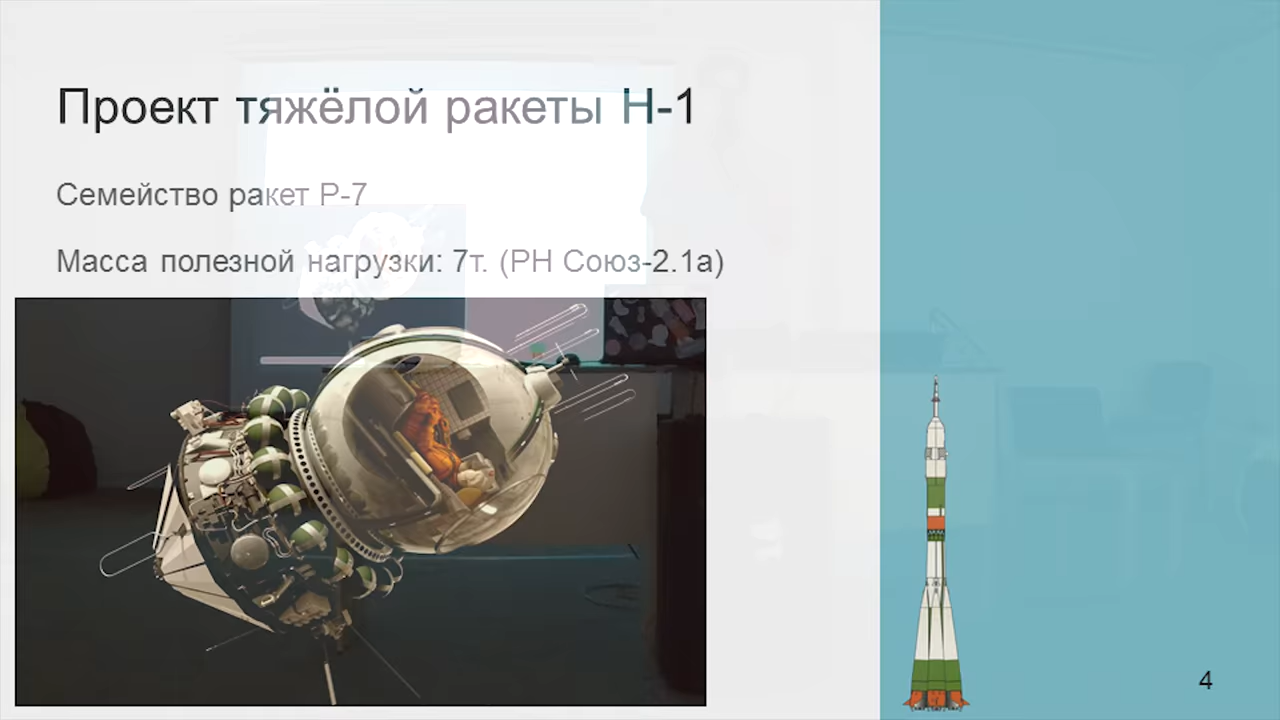 Проект тяжёлой ракеты Н-1
Семейство ракет Р-7
Масса полезной нагрузки: 7т. (РН Союз-2.1а)
4